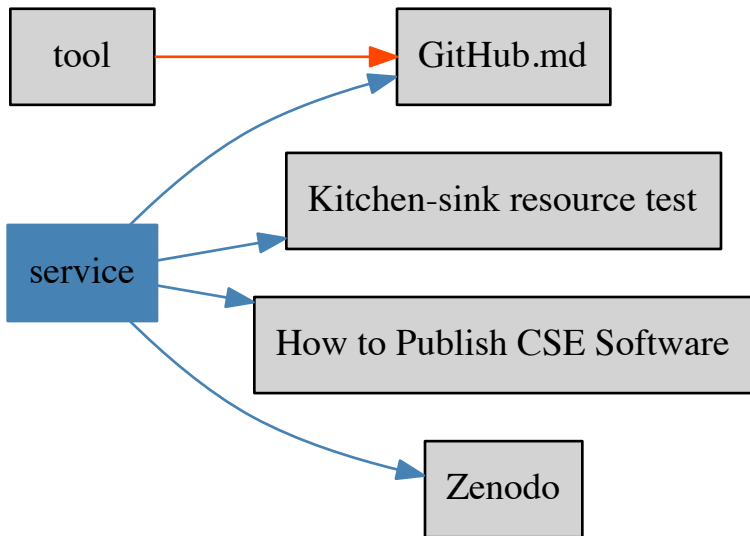 tool
GitHub.md
Kitchen-sink resource test
service
How to Publish CSE Software
Zenodo